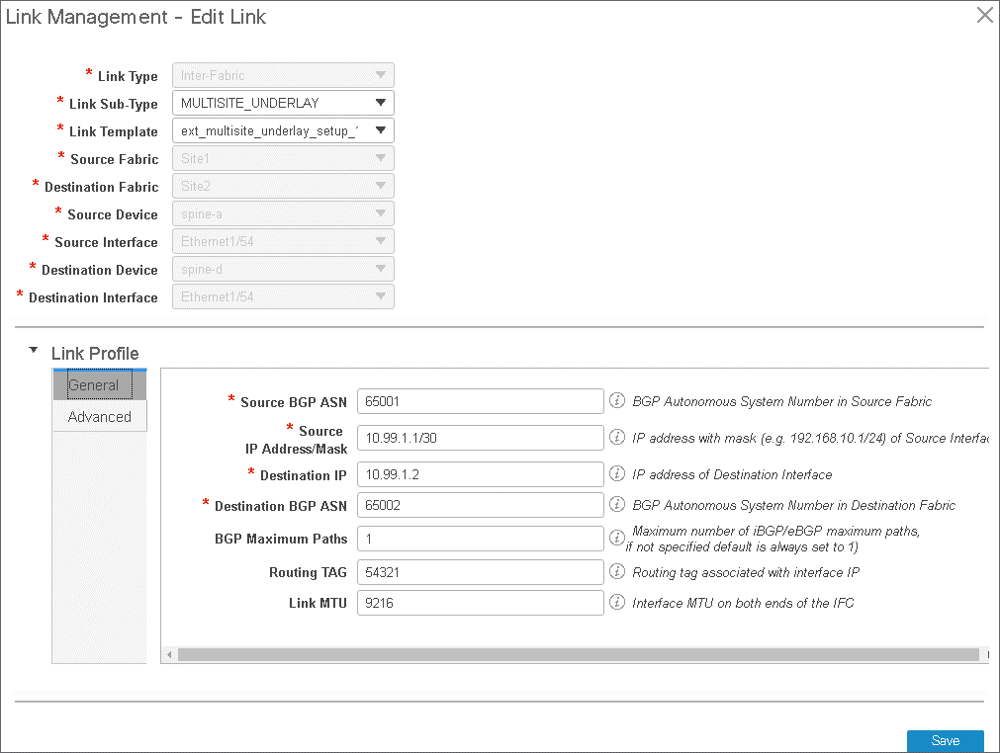 Link Management - Edit Link
* Link Type Inter-Fabric
* Link Sub-Type MULTISITE_UNDERLAY
* Link Template ext_multisite_underlay_setup_
* Source Fabric Site1
* Destination Fabric Site2
* Source Device spine-a
* Source Interface Ethernet1/54
* Destination Device spine-d
* Destination Interface Ethernet1/54
Link Profile
General
Advanced
* Source BGP ASN 65001 BGP Autonomous System Number in Source Fabric
* Source
IP Address/Mask 10.99.1.1/30 IP address with mask (e.g. 192.168.10.1/24) of Source Interfac
* Destination IP 10.99.1.2 IP address of Destination Interface
* Destination BGP ASN 65002 BGP Autonomous System Number in Destination Fabric
BGP Maximum Paths 1 Maximum number of iBGP/eBGP maximum paths,
if not specified default is always set to 1)
Routing TAG 54321 Routing tag associated with interface IP
Link MTU 9216 Interface MTU on both ends of the IFC
Save